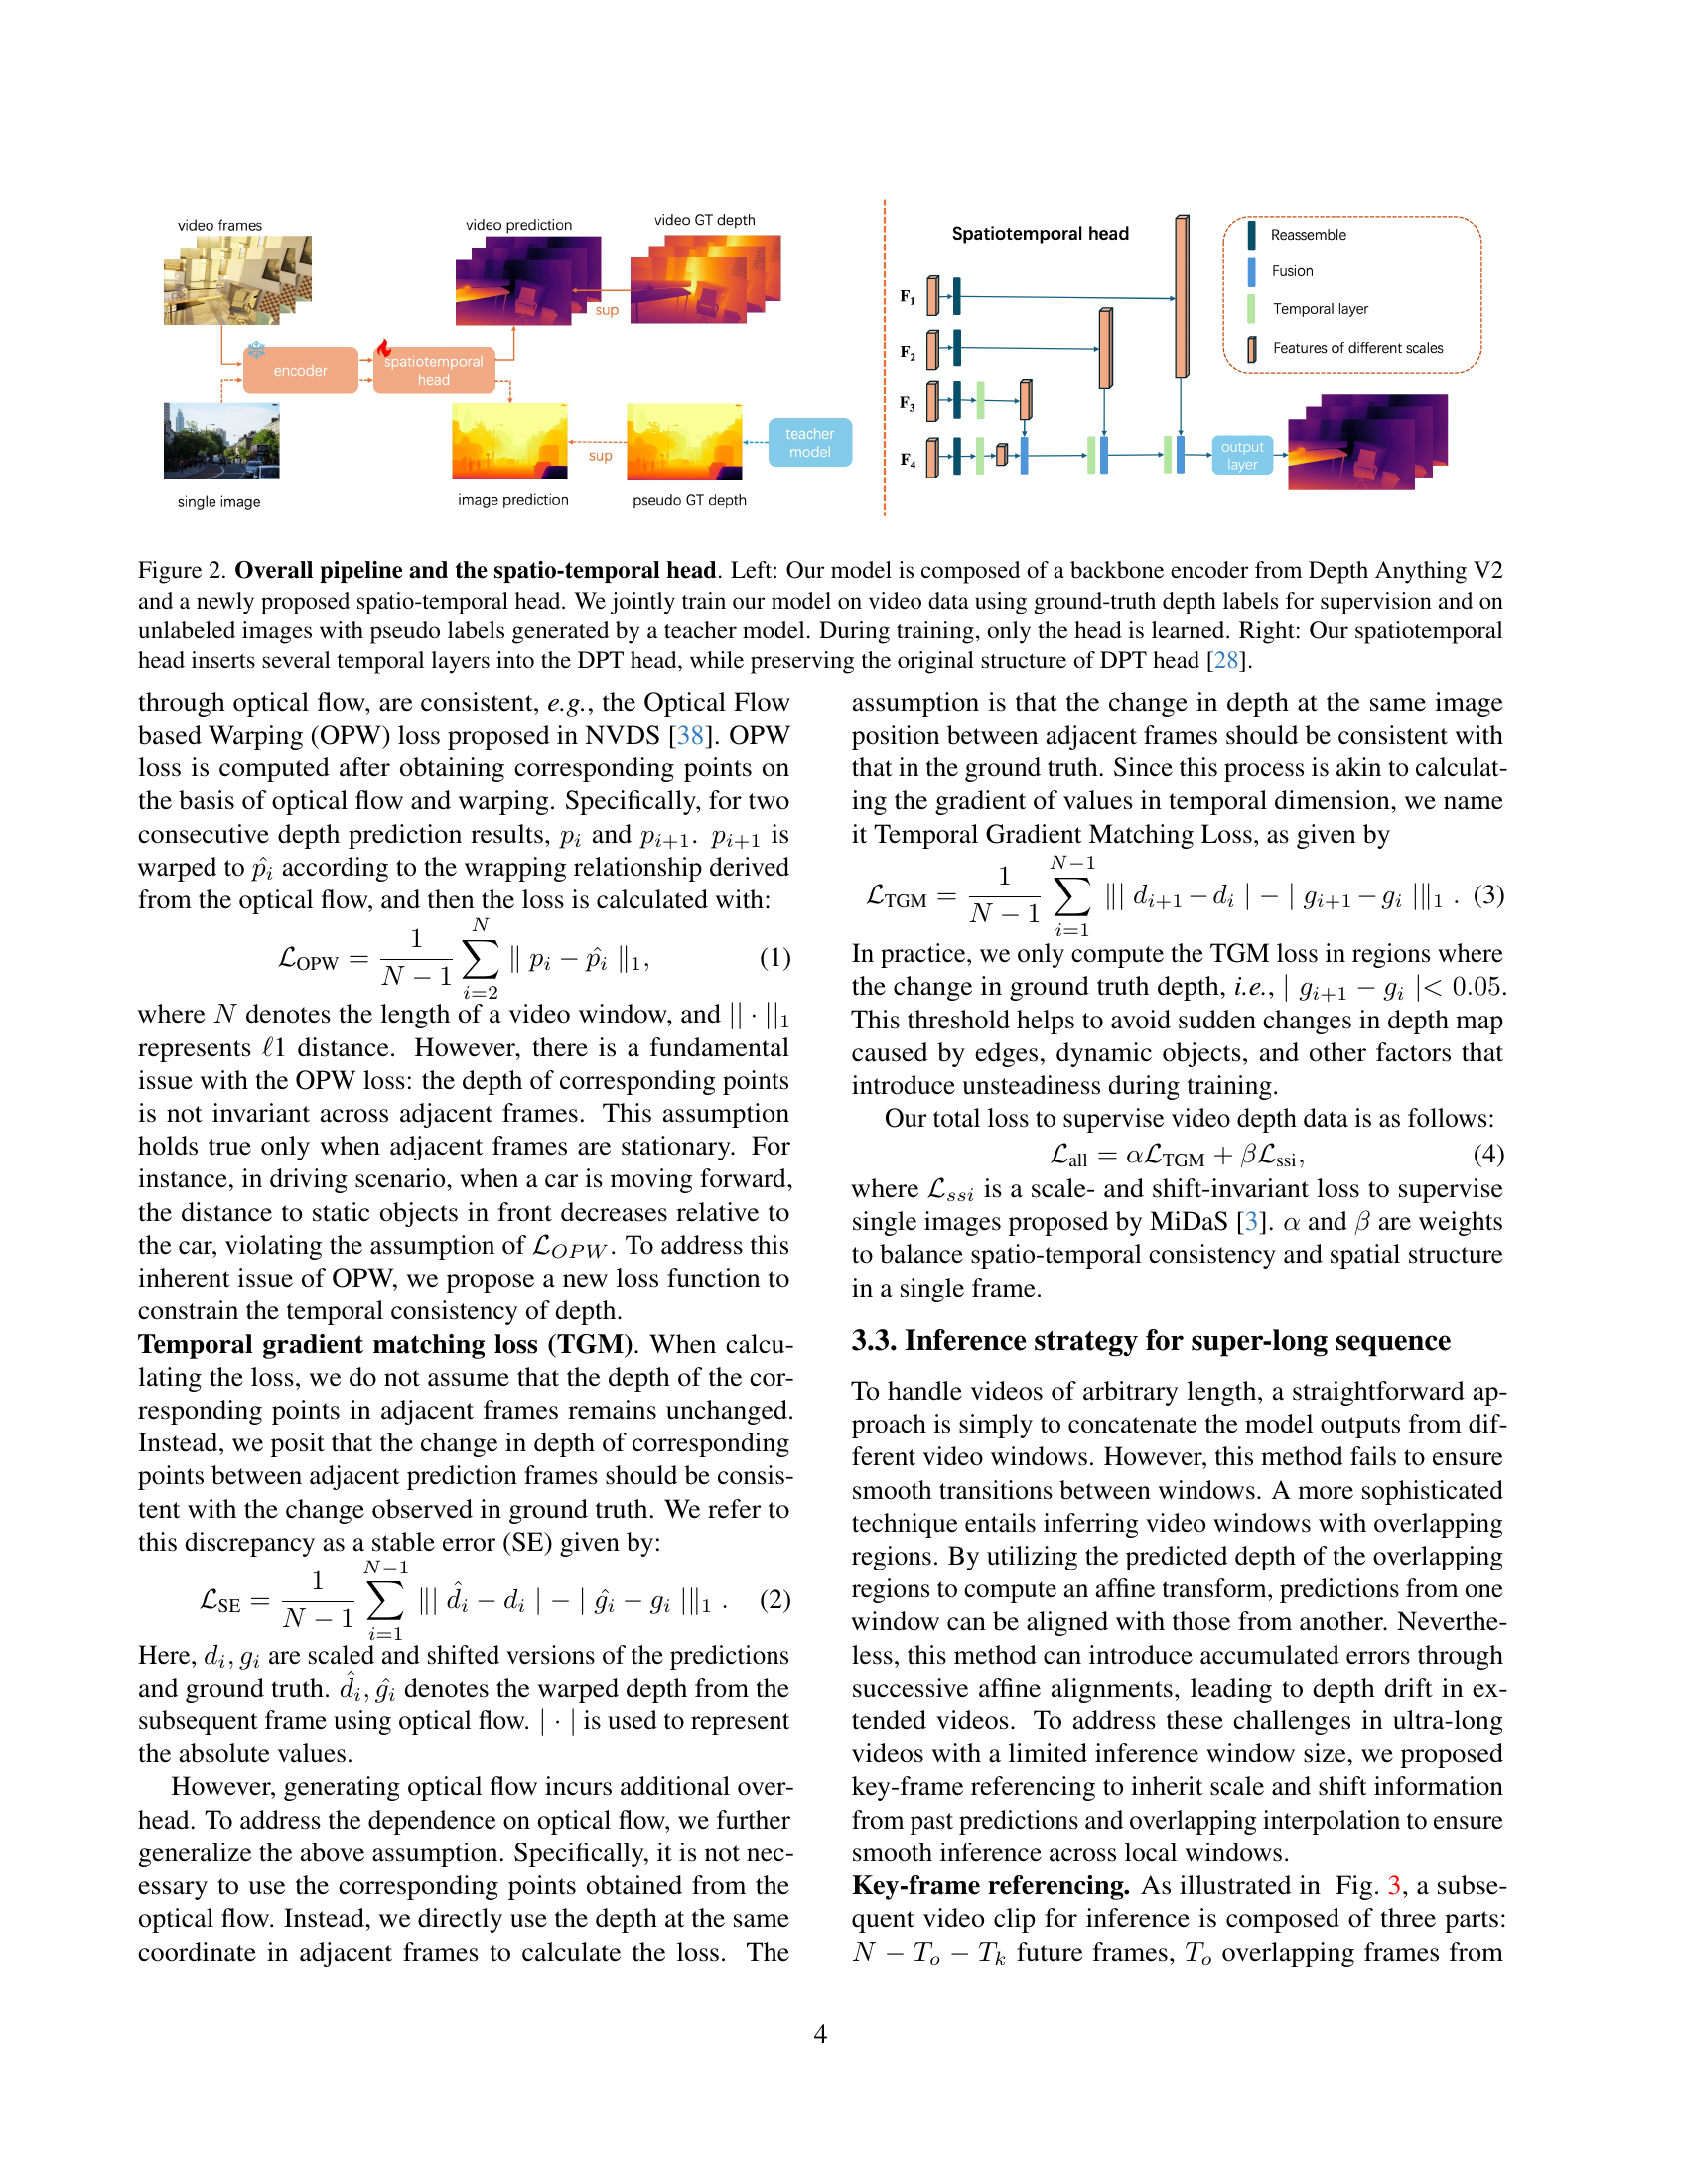 video frames
video prediction
video GT depth
sup
encoder
spatiotemporal
head
single image
image prediction
sup
pseudo GT depth
teacher
model
Spatiotemporal head
F1
F2
F3
F4
Reassemble
Fusion
Temporal layer
Features of different scales
output
layer
Figure 2. Overall pipeline and the spatio-temporal head. Left: Our model is composed of a backbone encoder from Depth Anything V2
and a newly proposed spatio-temporal head. We jointly train our model on video data using ground-truth depth labels for supervision and on
unlabeled images with pseudo labels generated by a teacher model. During training, only the head is learned. Right: Our spatiotemporal
head inserts several temporal layers into the DPT head, while preserving the original structure of DPT head [28].
through optical flow, are consistent, e.g., the Optical Flow
based Warping (OPW) loss proposed in NVDS [38]. OPW
loss is computed after obtaining corresponding points on
the basis of optical flow and warping. Specifically, for two
consecutive depth prediction results, p_i and p_{i+1}. p_{i+1} is
warped to \hat{p_i} according to the wrapping relationship derived
from the optical flow, and then the loss is calculated with:
\mathcal{L}_{OPW} = \frac{1}{N-1} \sum_{i=2}^{N} \| p_i - \hat{p_i} \|_1, (1)
where N denotes the length of a video window, and || · ||_1
represents ℓ1 distance. However, there is a fundamental
issue with the OPW loss: the depth of corresponding points
is not invariant across adjacent frames. This assumption
holds true only when adjacent frames are stationary. For
instance, in driving scenario, when a car is moving forward,
the distance to static objects in front decreases relative to
the car, violating the assumption of \mathcal{L}_{OPW}. To address this
inherent issue of OPW, we propose a new loss function to
constrain the temporal consistency of depth.
Temporal gradient matching loss (TGM). When calcu-
lating the loss, we do not assume that the depth of the cor-
responding points in adjacent frames remains unchanged.
Instead, we posit that the change in depth of corresponding
points between adjacent prediction frames should be consis-
tent with the change observed in ground truth. We refer to
this discrepancy as a stable error (SE) given by:
\mathcal{L}_{SE} = \frac{1}{N-1} \sum_{i=1}^{N-1} \| | \hat{d}_i - d_i | - | \hat{g}_i - g_i | \|_1 . (2)
Here, d_i, g_i are scaled and shifted versions of the predictions
and ground truth. \hat{d}_i, \hat{g}_i denotes the warped depth from the
subsequent frame using optical flow. | · | is used to represent
the absolute values.
However, generating optical flow incurs additional over-
head. To address the dependence on optical flow, we further
generalize the above assumption. Specifically, it is not nec-
essary to use the corresponding points obtained from the
optical flow. Instead, we directly use the depth at the same
coordinate in adjacent frames to calculate the loss. The
assumption is that the change in depth at the same image
position between adjacent frames should be consistent with
that in the ground truth. Since this process is akin to calculat-
ing the gradient of values in temporal dimension, we name
it Temporal Gradient Matching Loss, as given by
\mathcal{L}_{TGM} = \frac{1}{N-1} \sum_{i=1}^{N-1} \| | d_{i+1} - d_i | - | g_{i+1} - g_i | \|_1 . (3)
In practice, we only compute the TGM loss in regions where
the change in ground truth depth, i.e., | g_{i+1} - g_i |< 0.05.
This threshold helps to avoid sudden changes in depth map
caused by edges, dynamic objects, and other factors that
introduce unsteadiness during training.
Our total loss to supervise video depth data is as follows:
\mathcal{L}_{all} = α\mathcal{L}_{TGM} + β\mathcal{L}_{ssi}, (4)
where \mathcal{L}_{ssi} is a scale- and shift-invariant loss to supervise
single images proposed by MiDaS [3]. α and β are weights
to balance spatio-temporal consistency and spatial structure
in a single frame.
3.3. Inference strategy for super-long sequence
To handle videos of arbitrary length, a straightforward ap-
proach is simply to concatenate the model outputs from dif-
ferent video windows. However, this method fails to ensure
smooth transitions between windows. A more sophisticated
technique entails inferring video windows with overlapping
regions. By utilizing the predicted depth of the overlapping
regions to compute an affine transform, predictions from one
window can be aligned with those from another. Neverthe-
less, this method can introduce accumulated errors through
successive affine alignments, leading to depth drift in ex-
tended videos. To address these challenges in ultra-long
videos with a limited inference window size, we proposed
key-frame referencing to inherit scale and shift information
from past predictions and overlapping interpolation to ensure
smooth inference across local windows.
Key-frame referencing. As illustrated in Fig. 3, a subse-
quent video clip for inference is composed of three parts:
N − T_o − T_k future frames, T_o overlapping frames from
4